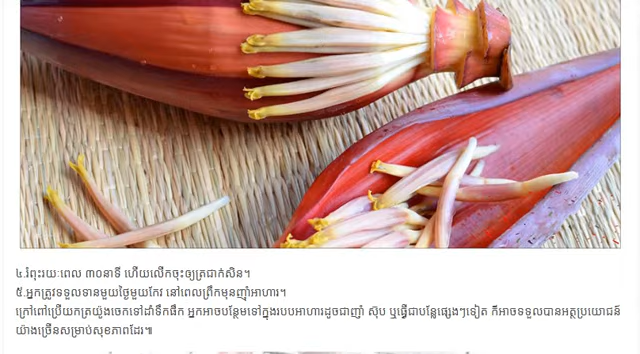 ៤.រំពុះរយៈពេល ៣០នាទី ហើយលើកចុះឲ្យត្រជាក់សិន។
៥.អ្នកត្រូវទទួលទានមួយថ្ងៃមួយកែវ នៅពេលព្រឹកមុនញ៉ាំអាហារ។
ក្រៅពៅប្រើយកត្រយ៉ូងចេកទៅដាំទឹកផឹក អ្នកអាចបន្ថែមទៅក្នុងរបបអាហារដូចជាញ៉ាំ ស៊ុប ឬធ្វើជាបន្លែផ្សេងៗទៀត ក៏អាចទទួលបានអត្ថប្រយោជន៍
យ៉ាងច្រើនសម្រាប់សុខភាពដែរ៕